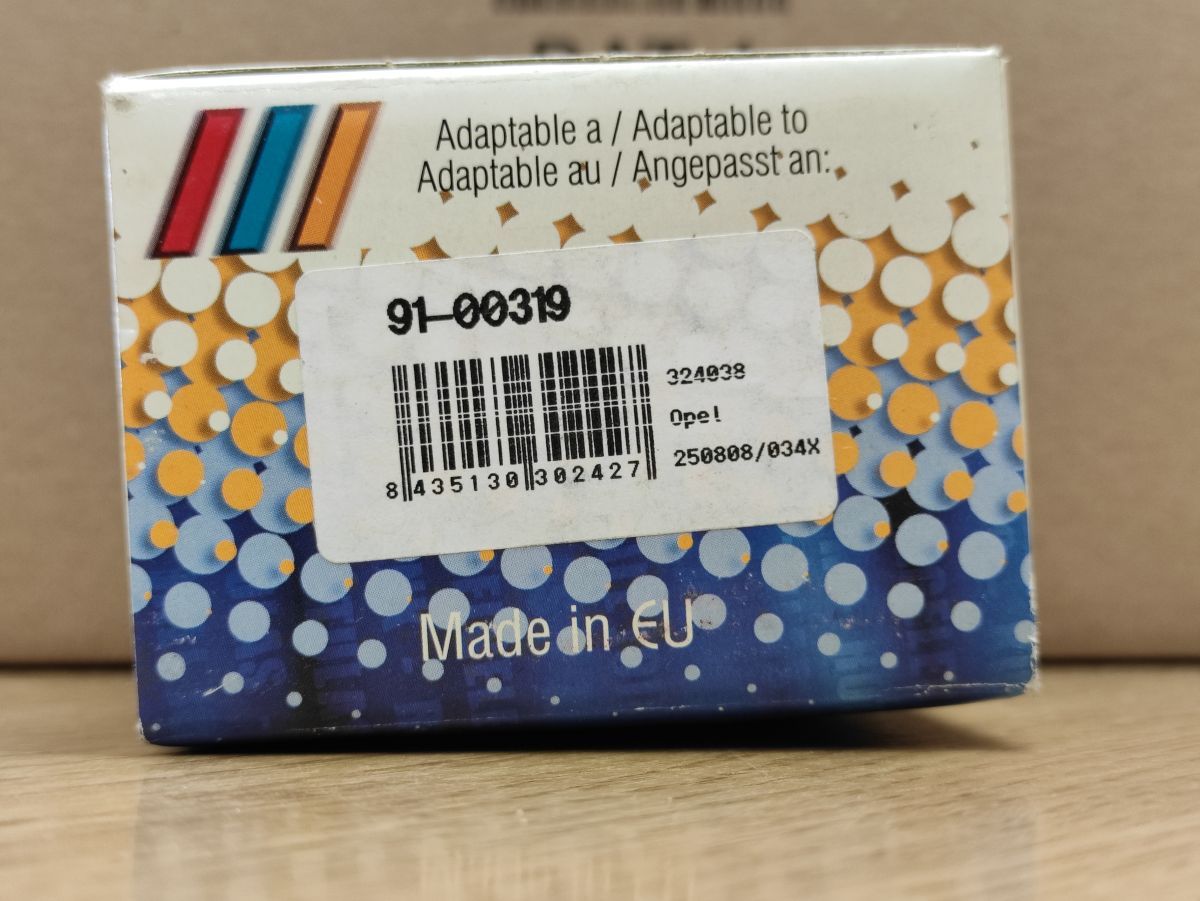 Adaptable a / Adaptable to
Adaptable au / Angepasst an:
91-00319
324038
Opel
250808/034X
8 435130 302427
Made in EU